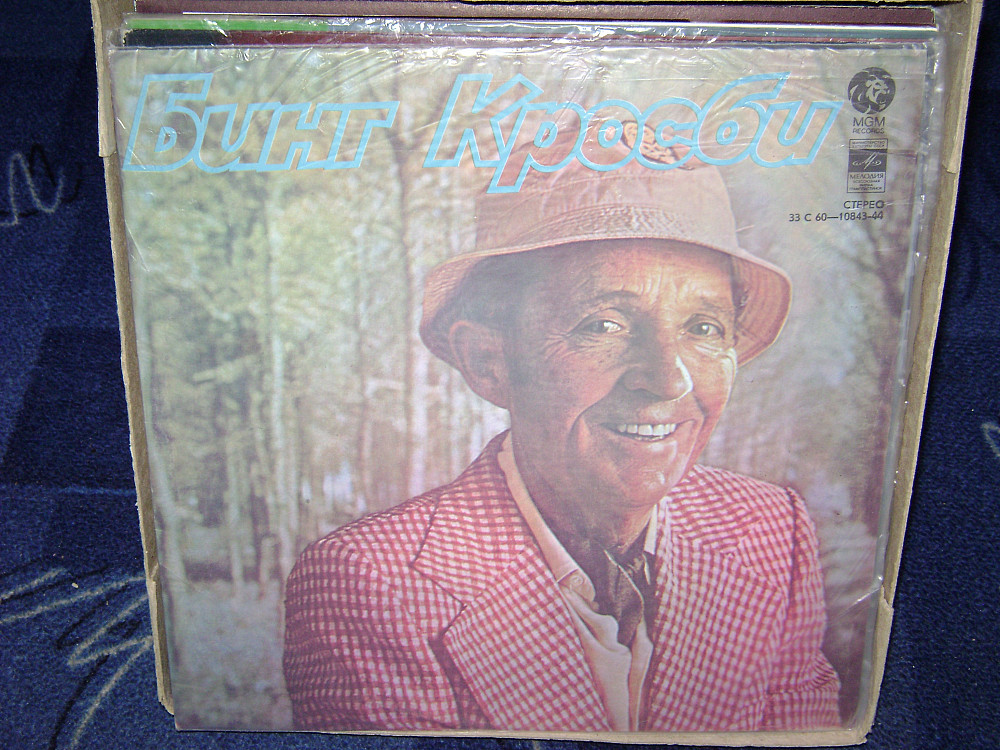 Бинг Кросби
MGM
RECORDS
МЕЛОДИЯ
СТЕРЕО
33 С 60—10843-44